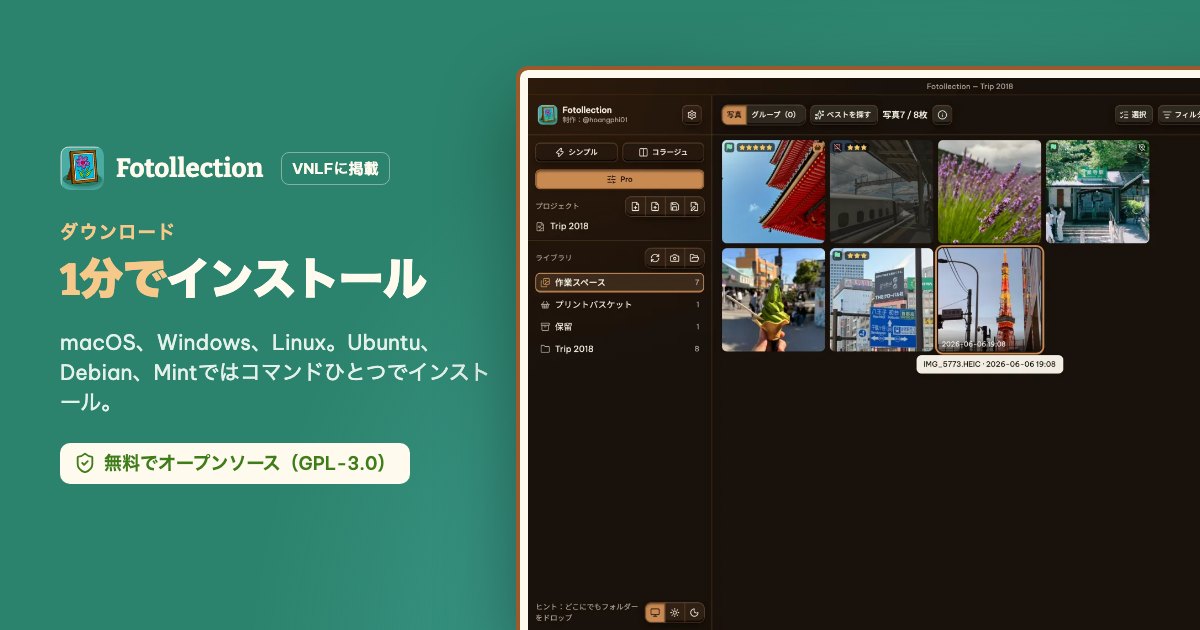 Fotollection
VNLFに掲載
ダウンロード
1分でインストール
macOS、Windows、Linux。Ubuntu、
Debian、Mintではコマンドひとつでインスト
ール。
無料でオープンソース（GPL-3.0）
Fotollection — Trip 2018
Fotollection
制作：@hoangphi01
シンプル
コラージュ
Pro
プロジェクト
Trip 2018
ライブラリ
作業スペース 7
プリントバスケット 1
保留 1
Trip 2018 8
ヒント：どこにでもフォルダー
をドロップ
写真 グループ（0） ベストを探す 写真7 / 8枚 選択 フィルタ
2026-06-06 19:08
IMG_5773.HEIC · 2026-06-06 19:08